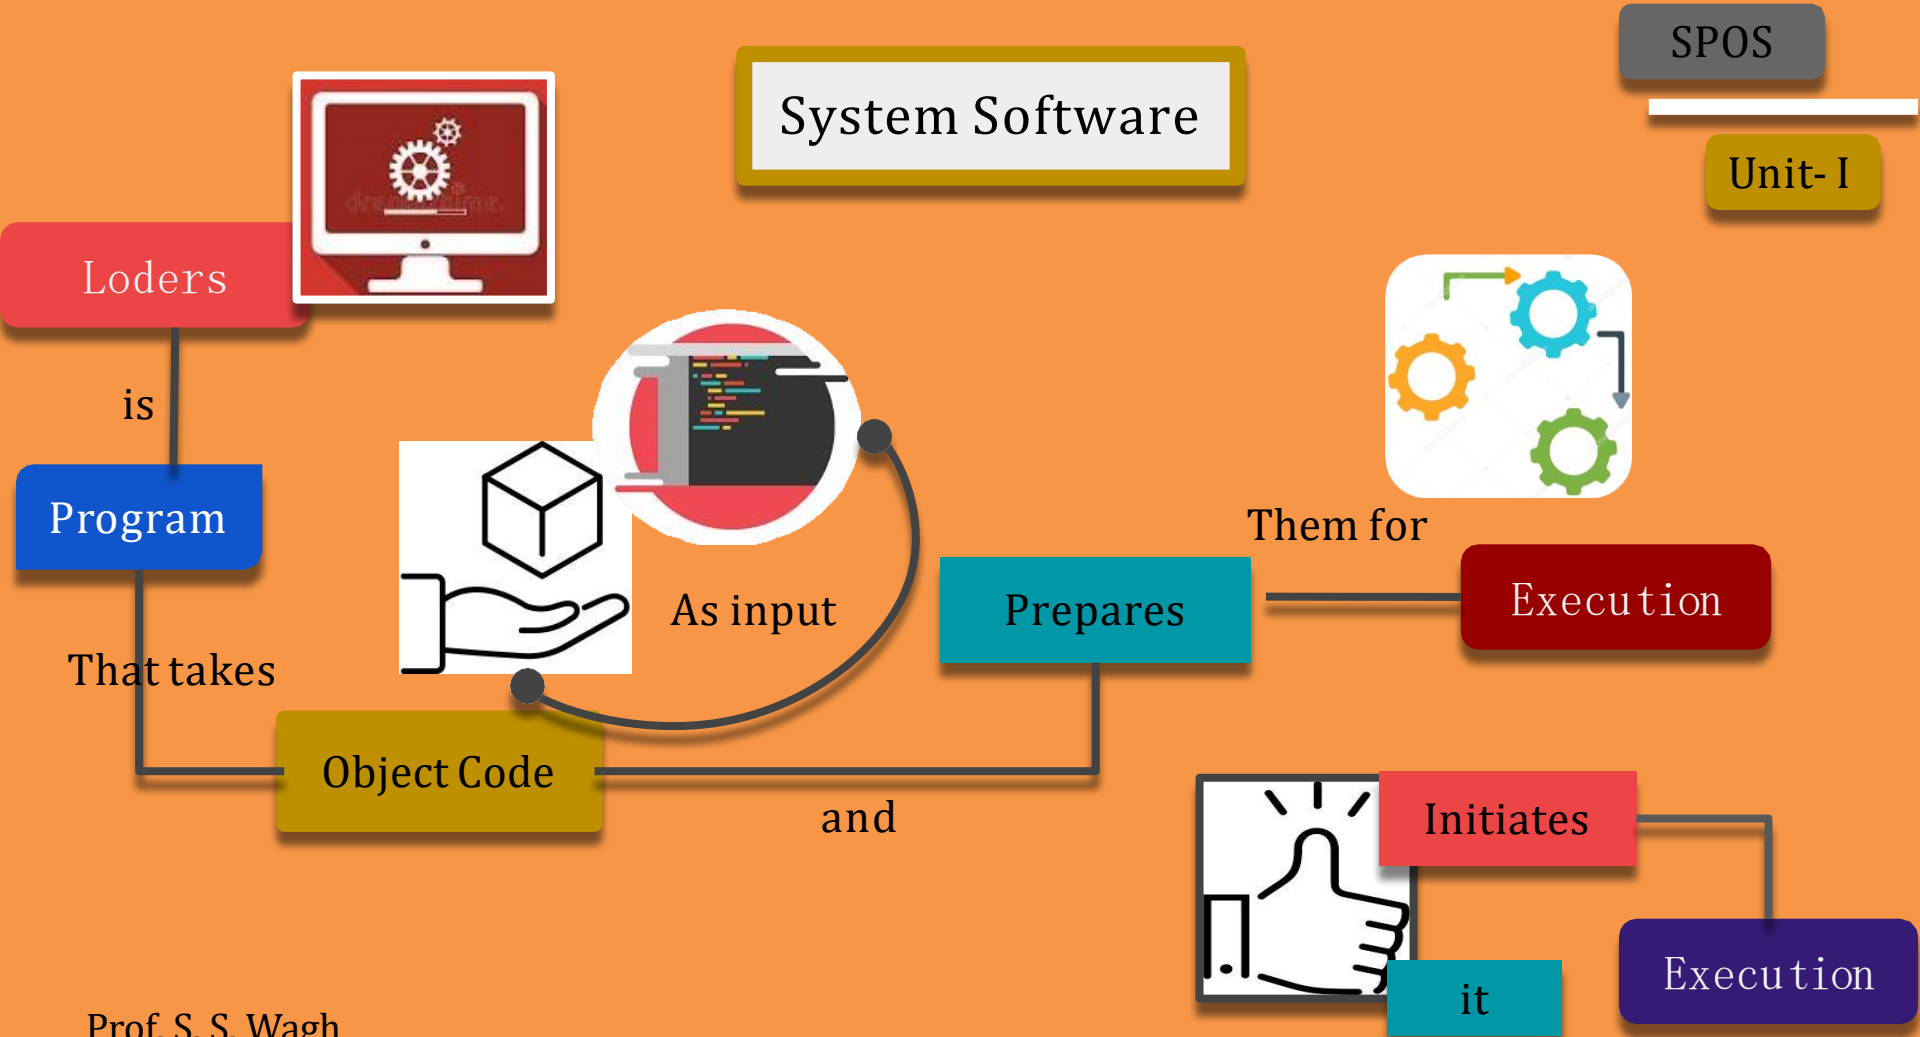 SPOS
System Software
Unit- I
Loders
is
Program
That takes
Object Code
As input
and
Prepares
Them for
Execution
Initiates
it
Execution
Prof. S. S. Wagh